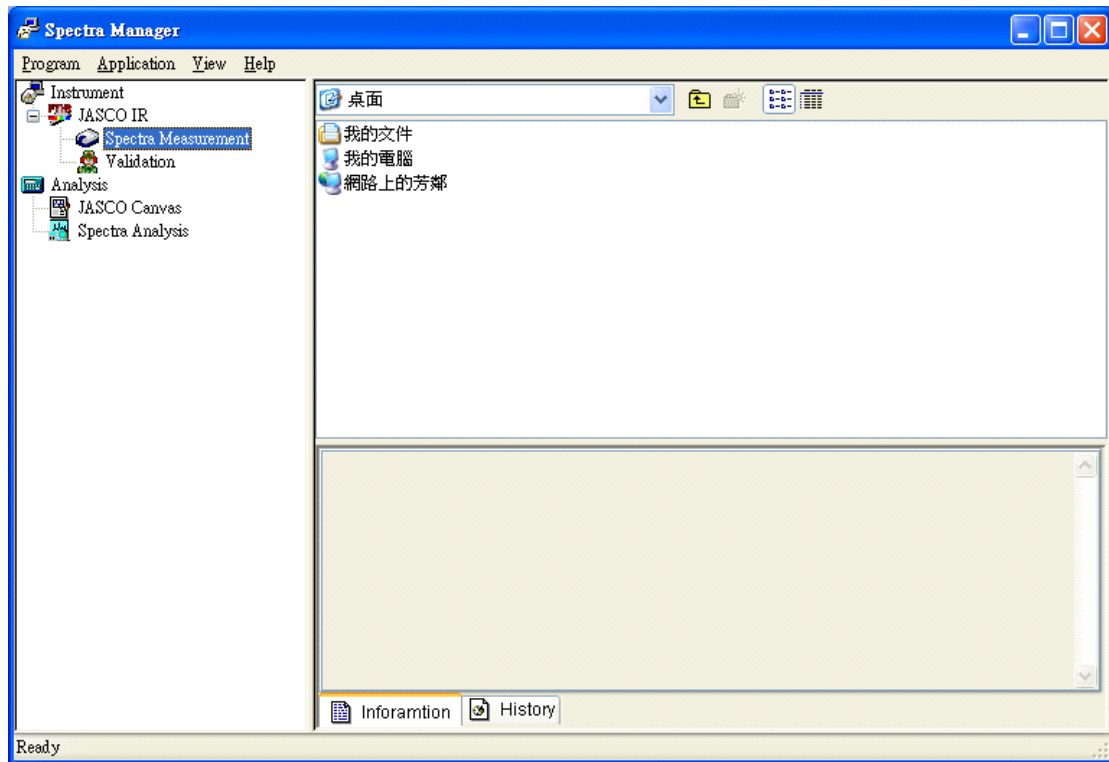 Spectra Manager
Program Application View Help
Instrument
JASCO IR
Spectra Measurement
Validation
Analysis
JASCO Canvas
Spectra Analysis
桌面
我的文件
我的電腦
網路上的芳鄰
Inforamtion History
Ready